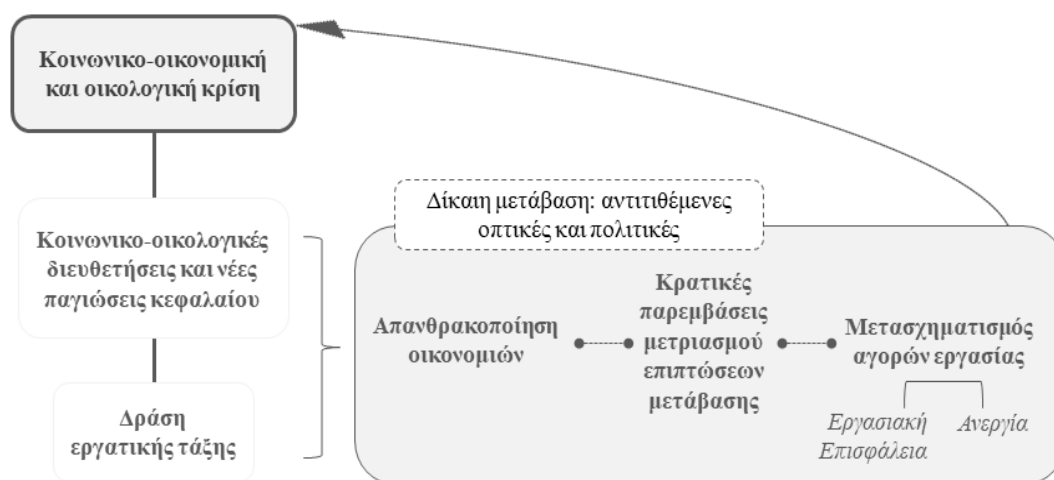 Κοινωνικο-οικονομική
και οικολογική κρίση
Κοινωνικο-οικολογικές
διευθετήσεις και νέες
παγιώσεις κεφαλαίου
Δράση
εργατικής τάξης
Δίκαιη μετάβαση: αντιτιθέμενες
οπτικές και πολιτικές
Απανθρακοποίηση
οικονομιών
Κρατικές
παρεμβάσεις
μετριασμού
επιπτώσεων
μετάβασης
Μετασχηματισμός
αγορών εργασίας
Εργασιακή
Επισφάλεια
Ανεργία